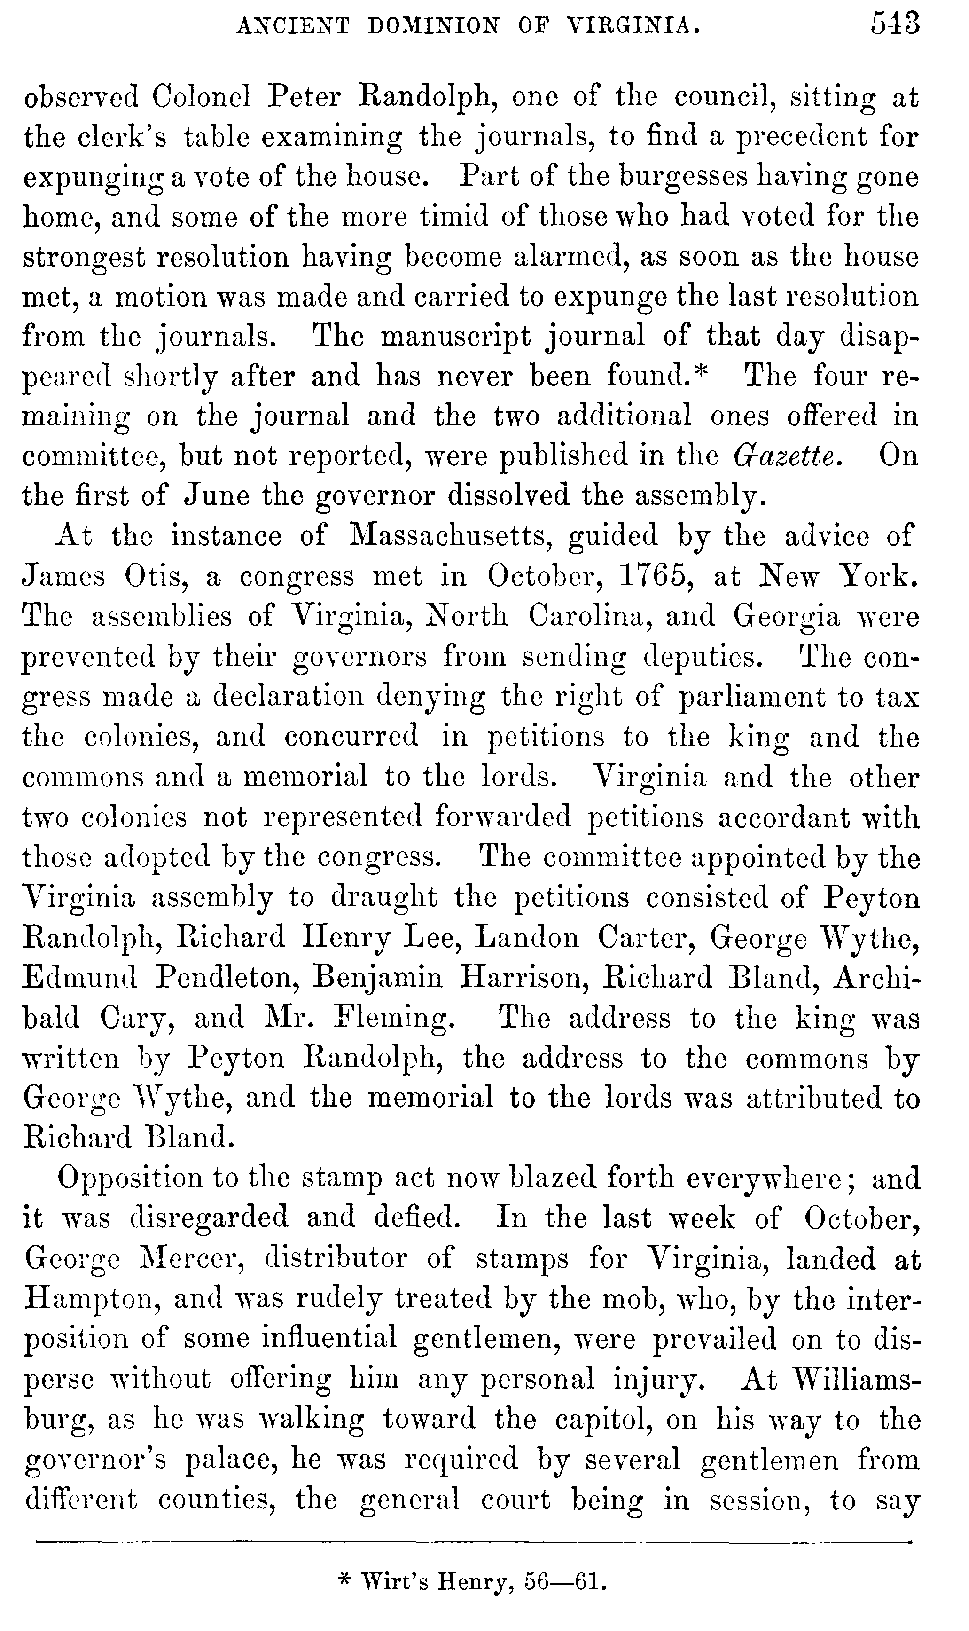 ANCIENT DOMINION OF VIRGINIA. 543
observed Colonel Peter Randolph, one of the council, sitting at
the clerk's table examining the journals, to find a precedent for
expunging a vote of the house. Part of the burgesses having gone
home, and some of the more timid of those who had voted for the
strongest resolution having become alarmed, as soon as the house
met, a motion was made and carried to expunge the last resolution
from the journals. The manuscript journal of that day disap-
peared shortly after and has never been found.* The four re-
maining on the journal and the two additional ones offered in
committee, but not reported, were published in the Gazette. On
the first of June the governor dissolved the assembly.
At the instance of Massachusetts, guided by the advice of
James Otis, a congress met in October, 1765, at New York.
The assemblies of Virginia, North Carolina, and Georgia were
prevented by their governors from sending deputies. The con-
gress made a declaration denying the right of parliament to tax
the colonies, and concurred in petitions to the king and the
commons and a memorial to the lords. Virginia and the other
two colonies not represented forwarded petitions accordant with
those adopted by the congress. The committee appointed by the
Virginia assembly to draught the petitions consisted of Peyton
Randolph, Richard Henry Lee, Landon Carter, George Wythe,
Edmund Pendleton, Benjamin Harrison, Richard Bland, Archi-
bald Cary, and Mr. Fleming. The address to the king was
written by Peyton Randolph, the address to the commons by
George Wythe, and the memorial to the lords was attributed to
Richard Bland.
Opposition to the stamp act now blazed forth everywhere; and
it was disregarded and defied. In the last week of October,
George Mercer, distributor of stamps for Virginia, landed at
Hampton, and was rudely treated by the mob, who, by the inter-
position of some influential gentlemen, were prevailed on to dis-
perse without offering him any personal injury. At Williams-
burg, as he was walking toward the capitol, on his way to the
governor's palace, he was required by several gentlemen from
different counties, the general court being in session, to say
* Wirt's Henry, 56—61.